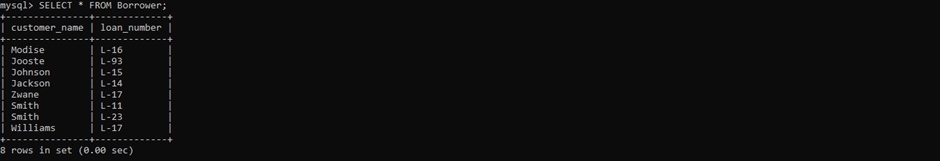 mysql> SELECT * FROM Borrower;
+---------------+-------------+
| customer_name | loan_number |
+---------------+-------------+
| Modise        | L-16        |
| Jooste        | L-93        |
| Johnson       | L-15        |
| Jackson       | L-14        |
| Zwane         | L-17        |
| Smith         | L-11        |
| Smith         | L-23        |
| Williams      | L-17        |
+---------------+-------------+
8 rows in set (0.00 sec)